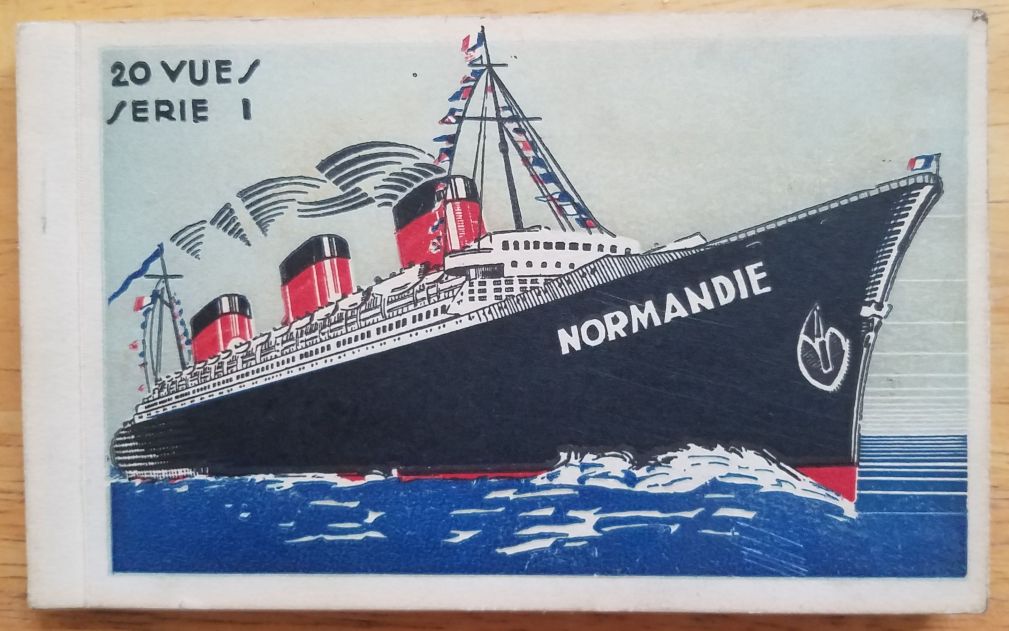 20 VUES
SERIE 1
NORMANDIE